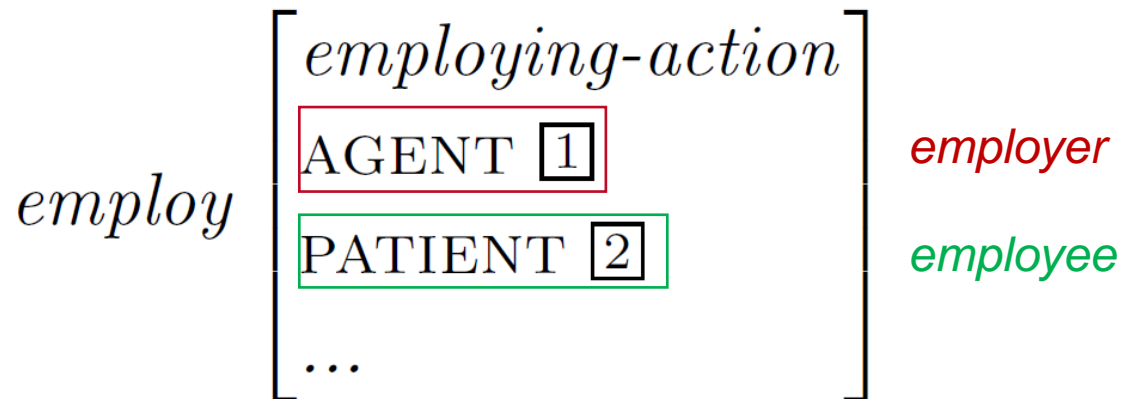 employing-action
AGENT 1 employer
employ
PATIENT 2 employee
...